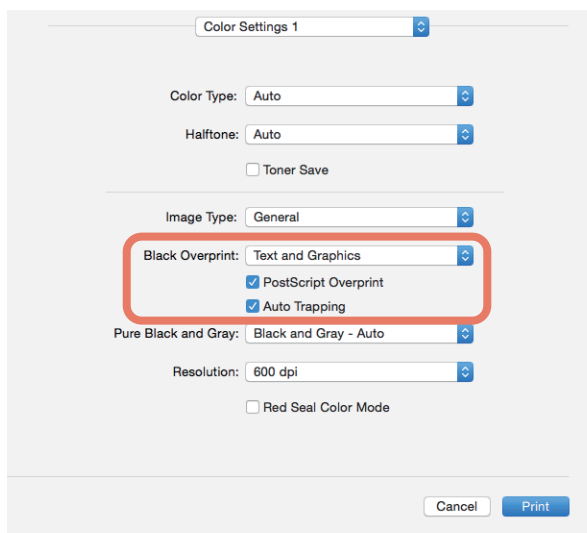 Color Settings 1
Color Type: Auto
Halftone: Auto
Toner Save
Image Type: General
Black Overprint: Text and Graphics
PostScript Overprint
Auto Trapping
Pure Black and Gray: Black and Gray - Auto
Resolution: 600 dpi
Red Seal Color Mode
Cancel Print